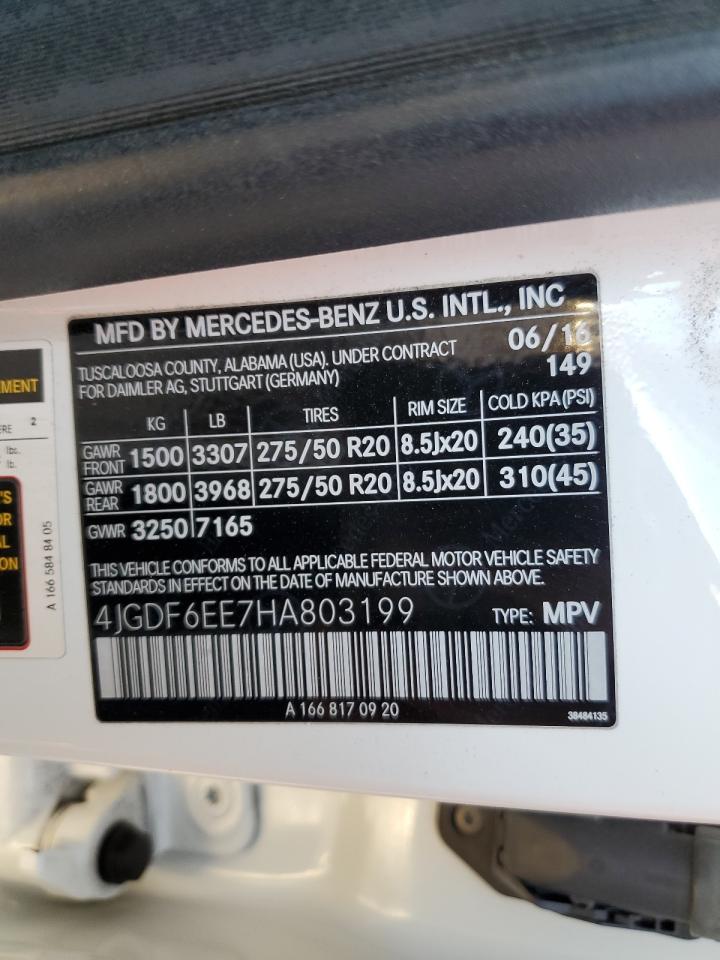 MFD BY MERCEDES-BENZ U.S. INTL., INC
TUSCALOOSA COUNTY, ALABAMA (USA). UNDER CONTRACT
FOR DAIMLER AG, STUTTGART (GERMANY)
06/16
149
KG LB TIRES RIM SIZE COLD KPA(PSI)
GAWR FRONT 1500 3307 275/50 R20 8.5Jx20 240(35)
GAWR REAR 1800 3968 275/50 R20 8.5Jx20 310(45)
GVWR 3250 7165
THIS VEHICLE CONFORMS TO ALL APPLICABLE FEDERAL MOTOR VEHICLE SAFETY
STANDARDS IN EFFECT ON THE DATE OF MANUFACTURE SHOWN ABOVE.
4JGDF6EE7HA803199 TYPE: MPV
A 166 817 09 20
38484135
2
lbs.
lb.
A 166 584 84 05